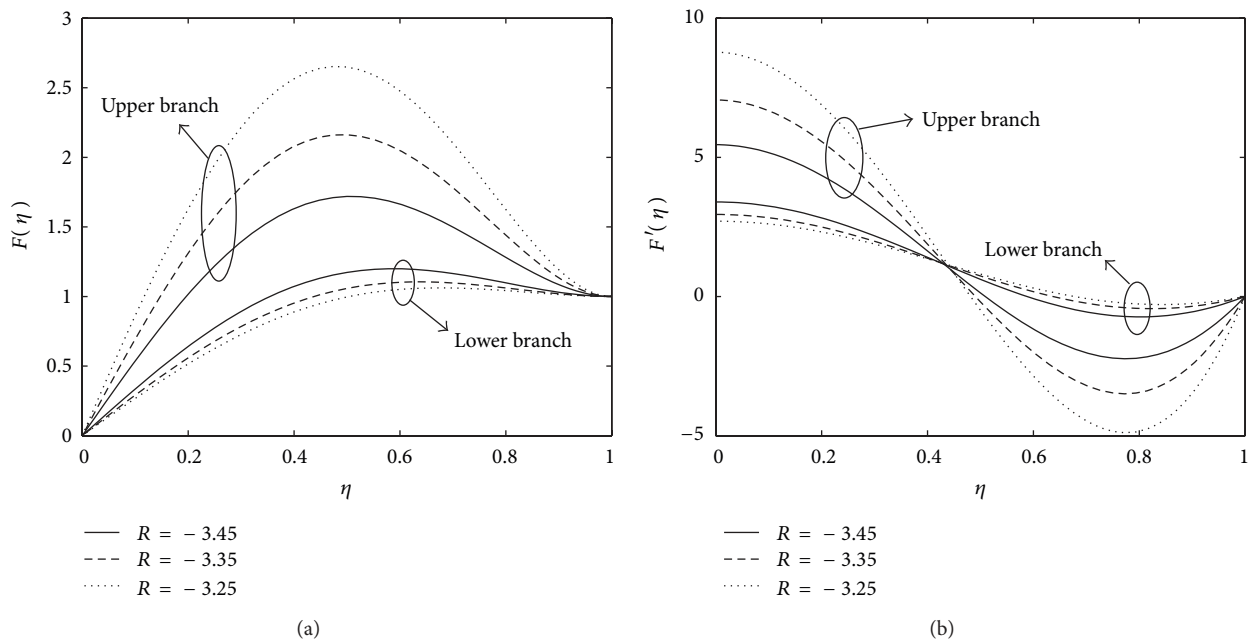 3
2.5
2
1.5
1
0.5
0
0
0.2
0.4
0.6
0.8
1
F(η)
η
Upper branch
Lower branch
R = − 3.45
R = − 3.35
R = − 3.25
(a)
10
5
0
−5
0
0.2
0.4
0.6
0.8
1
F'(η)
η
Upper branch
Lower branch
R = − 3.45
R = − 3.35
R = − 3.25
(b)